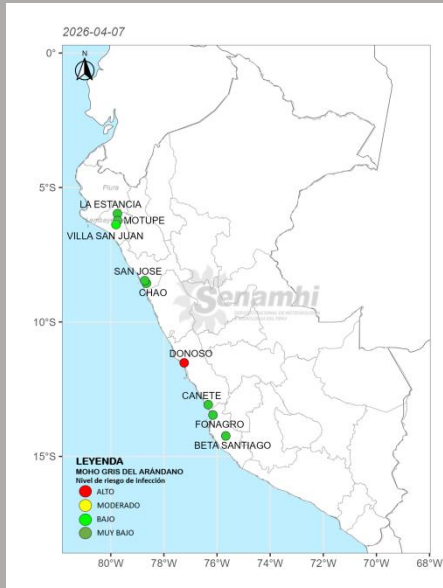 2026-04-07
N
0°
5°S
10°S
15°S
Piura
LA ESTANCIA
MOTUPE
VILLA SAN JUAN
SAN JOSE
CHAO
Senamhi
DONOSO
CANETE
FONAGRO
BETA SANTIAGO
LEYENDA
MOHO GRIS DEL ARÁNDANO
Nivel de riesgo de infección
ALTO
MODERADO
BAJO
MUY BAJO
80°W 78°W 76°W 74°W 72°W 70°W 68°W